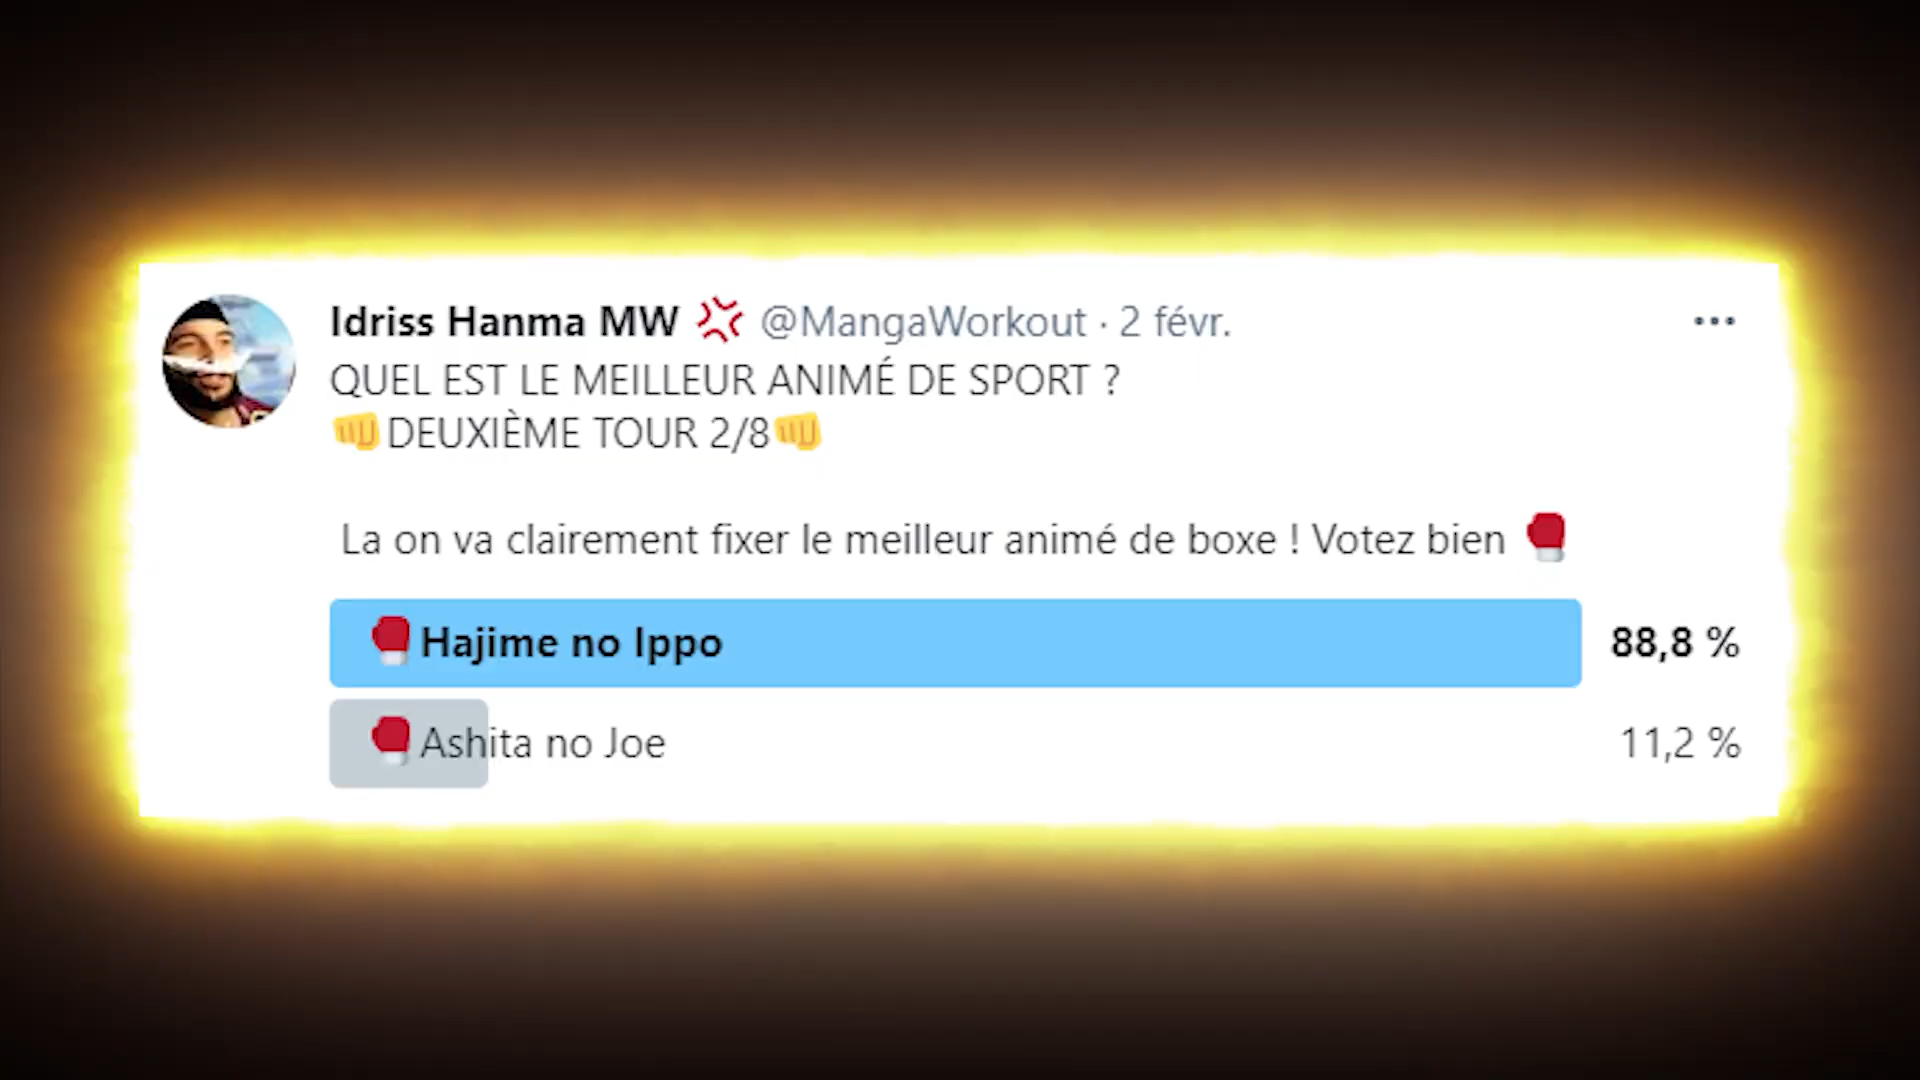 Idriss Hanma MW 💢 @MangaWorkout · 2 févr.
QUEL EST LE MEILLEUR ANIMÉ DE SPORT ?
👊DEUXIÈME TOUR 2/8👊
La on va clairement fixer le meilleur animé de boxe ! Votez bien 🥊
🥊Hajime no Ippo 88,8 %
🥊Ashita no Joe 11,2 %